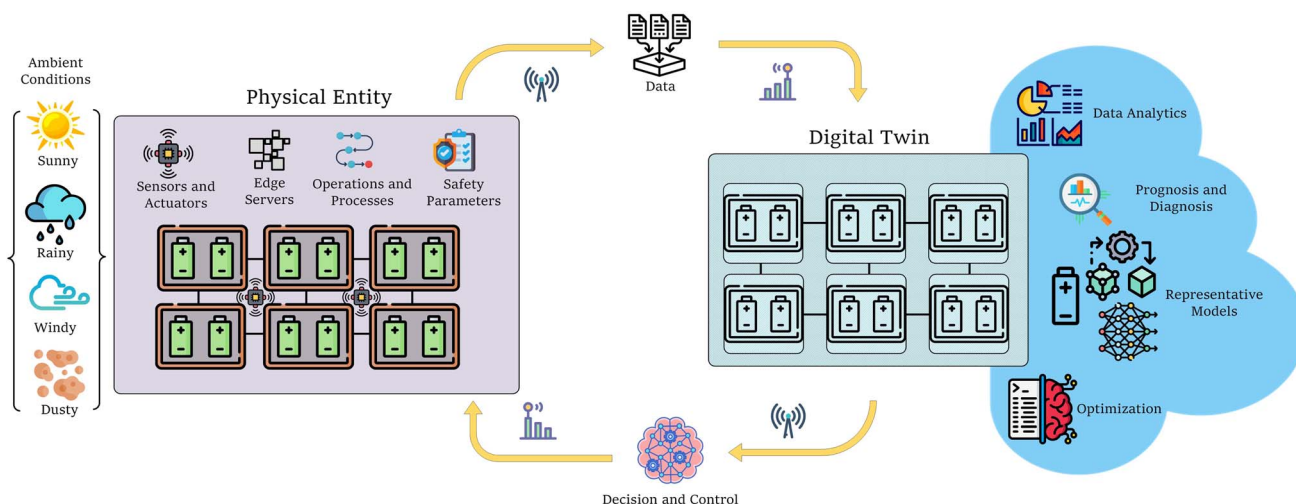 Ambient
Conditions
Sunny
Rainy
Windy
Dusty
Physical Entity
Sensors and
Actuators
Edge
Servers
Operations and
Processes
Safety
Parameters
Data
Digital Twin
Data Analytics
Prognosis and
Diagnosis
Representative
Models
Optimization
Decision and Control